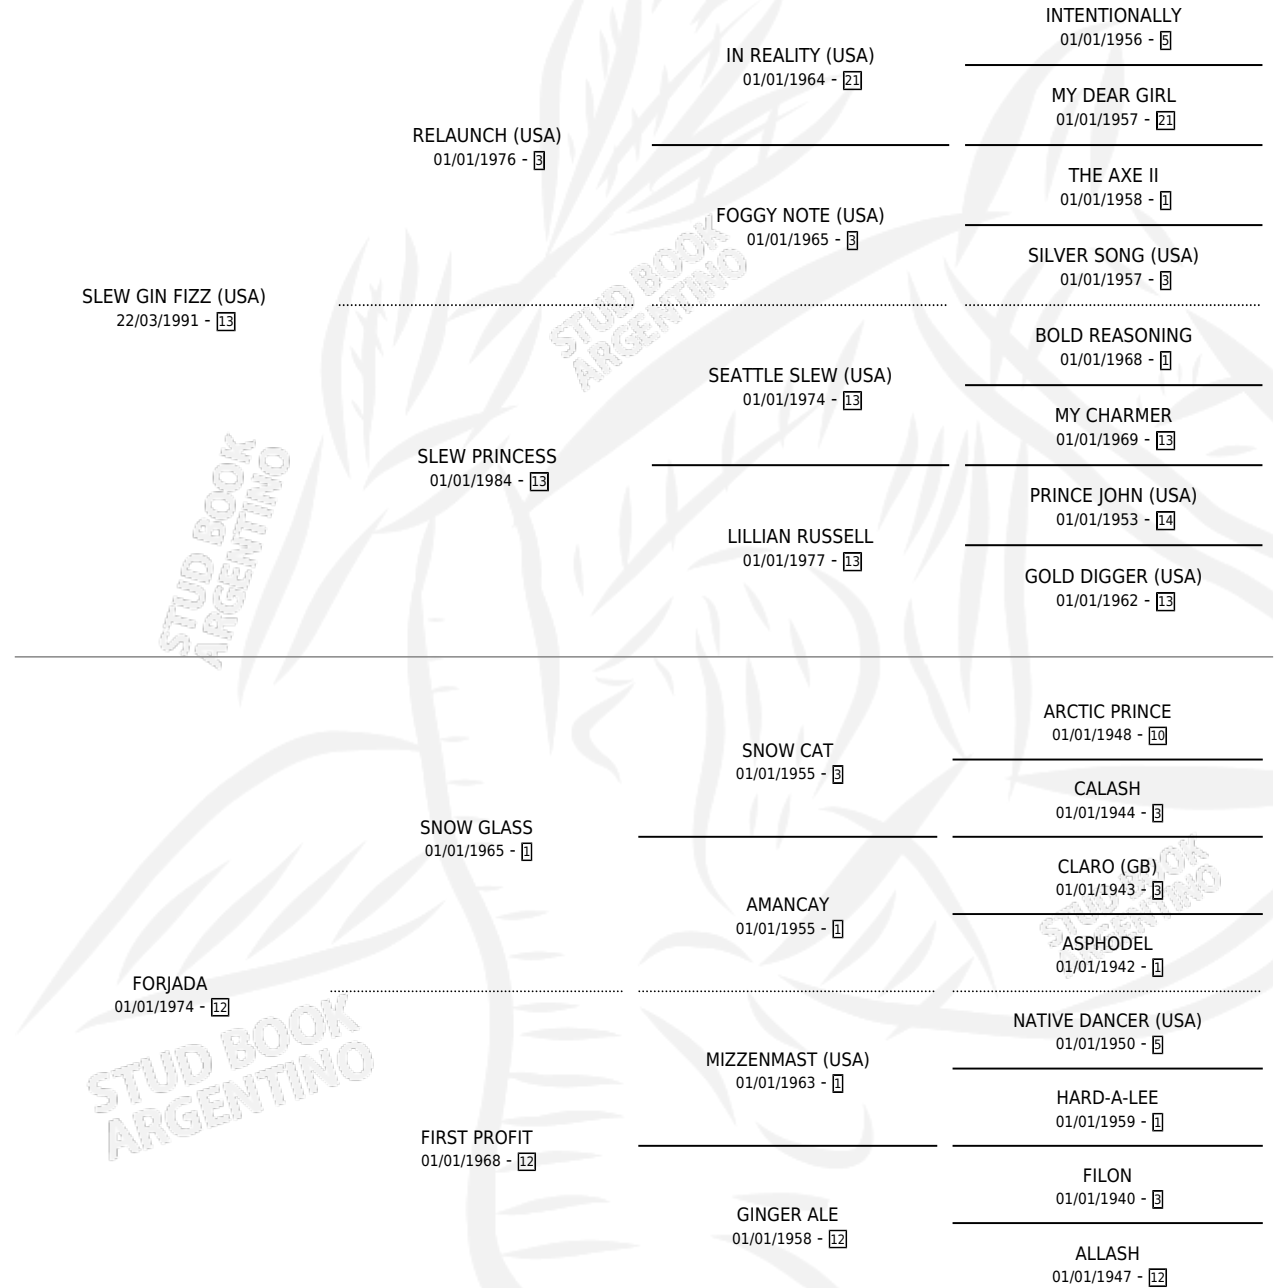 INTENTIONALLY
01/01/1956 - 5
IN REALITY (USA)
01/01/1964 - 21
MY DEAR GIRL
01/01/1957 - 21
RELAUNCH (USA)
01/01/1976 - 3
THE AXE II
01/01/1958 - 1
FOGGY NOTE (USA)
01/01/1965 - 3
SILVER SONG (USA)
01/01/1957 - 3
SLEW GIN FIZZ (USA)
22/03/1991 - 13
BOLD REASONING
01/01/1968 - 1
SEATTLE SLEW (USA)
01/01/1974 - 13
MY CHARMER
01/01/1969 - 13
SLEW PRINCESS
01/01/1984 - 13
PRINCE JOHN (USA)
01/01/1953 - 14
LILLIAN RUSSELL
01/01/1977 - 13
GOLD DIGGER (USA)
01/01/1962 - 13
ARCTIC PRINCE
01/01/1948 - 10
SNOW CAT
01/01/1955 - 3
CALASH
01/01/1944 - 3
SNOW GLASS
01/01/1965 - 1
CLARO (GB)
01/01/1943 - 3
AMANCAY
01/01/1955 - 1
ASPHODEL
01/01/1942 - 1
FORJADA
01/01/1974 - 12
NATIVE DANCER (USA)
01/01/1950 - 5
MIZZENMAST (USA)
01/01/1963 - 1
HARD-A-LEE
01/01/1959 - 1
FIRST PROFIT
01/01/1968 - 12
FILON
01/01/1940 - 3
GINGER ALE
01/01/1958 - 12
ALLASH
01/01/1947 - 12
STUD BOOK
ARGENTINO
STUD BOOK
ARGENTINO
STUD BOOK
ARGENTINO
STUD BOOK
ARGENTINO